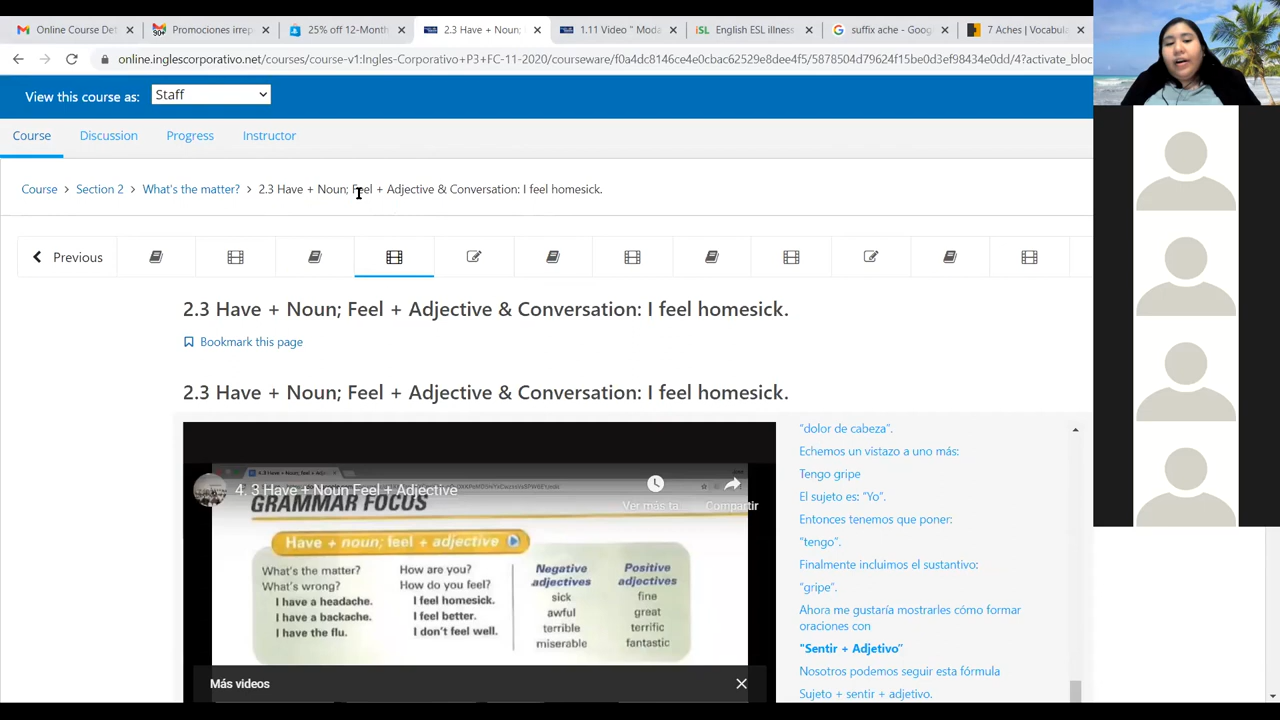 Online Course Det
Promociones irrep
25% off 12-Month
2.3 Have + Noun;
1.11 Video " Moda
iSL English ESL illness
suffix ache - Goog
7 Aches | Vocabula
online.inglescorporativo.net/courses/course-v1:Ingles-Corporativo+P3+FC-11-2020/courseware/f0a4dc8146ce4e0cbac62529e8dee4f5/5878504d79624f15be0d3ef98434e0dd/4?activate_bloc
View this course as:
Staff
Course
Discussion
Progress
Instructor
Course > Section 2 > What's the matter? > 2.3 Have + Noun; Feel + Adjective & Conversation: I feel homesick.
Previous
2.3 Have + Noun; Feel + Adjective & Conversation: I feel homesick.
Bookmark this page
2.3 Have + Noun; Feel + Adjective & Conversation: I feel homesick.
4. 3 Have + Noun Feel + Adjective
Ver más ta...
Compartir
GRAMMAR FOCUS
Have + noun; feel + adjective
What's the matter?
What's wrong?
I have a headache.
I have a backache.
I have the flu.
How are you?
How do you feel?
I feel homesick.
I feel better.
I don't feel well.
Negative
adjectives
sick
awful
terrible
miserable
Positive
adjectives
fine
great
terrific
fantastic
Más videos
"dolor de cabeza".
Echemos un vistazo a uno más:
Tengo gripe
El sujeto es: "Yo".
Entonces tenemos que poner:
"tengo".
Finalmente incluimos el sustantivo:
"gripe".
Ahora me gustaría mostrarles cómo formar
oraciones con
"Sentir + Adjetivo"
Nosotros podemos seguir esta fórmula
Sujeto + sentir + adjetivo.